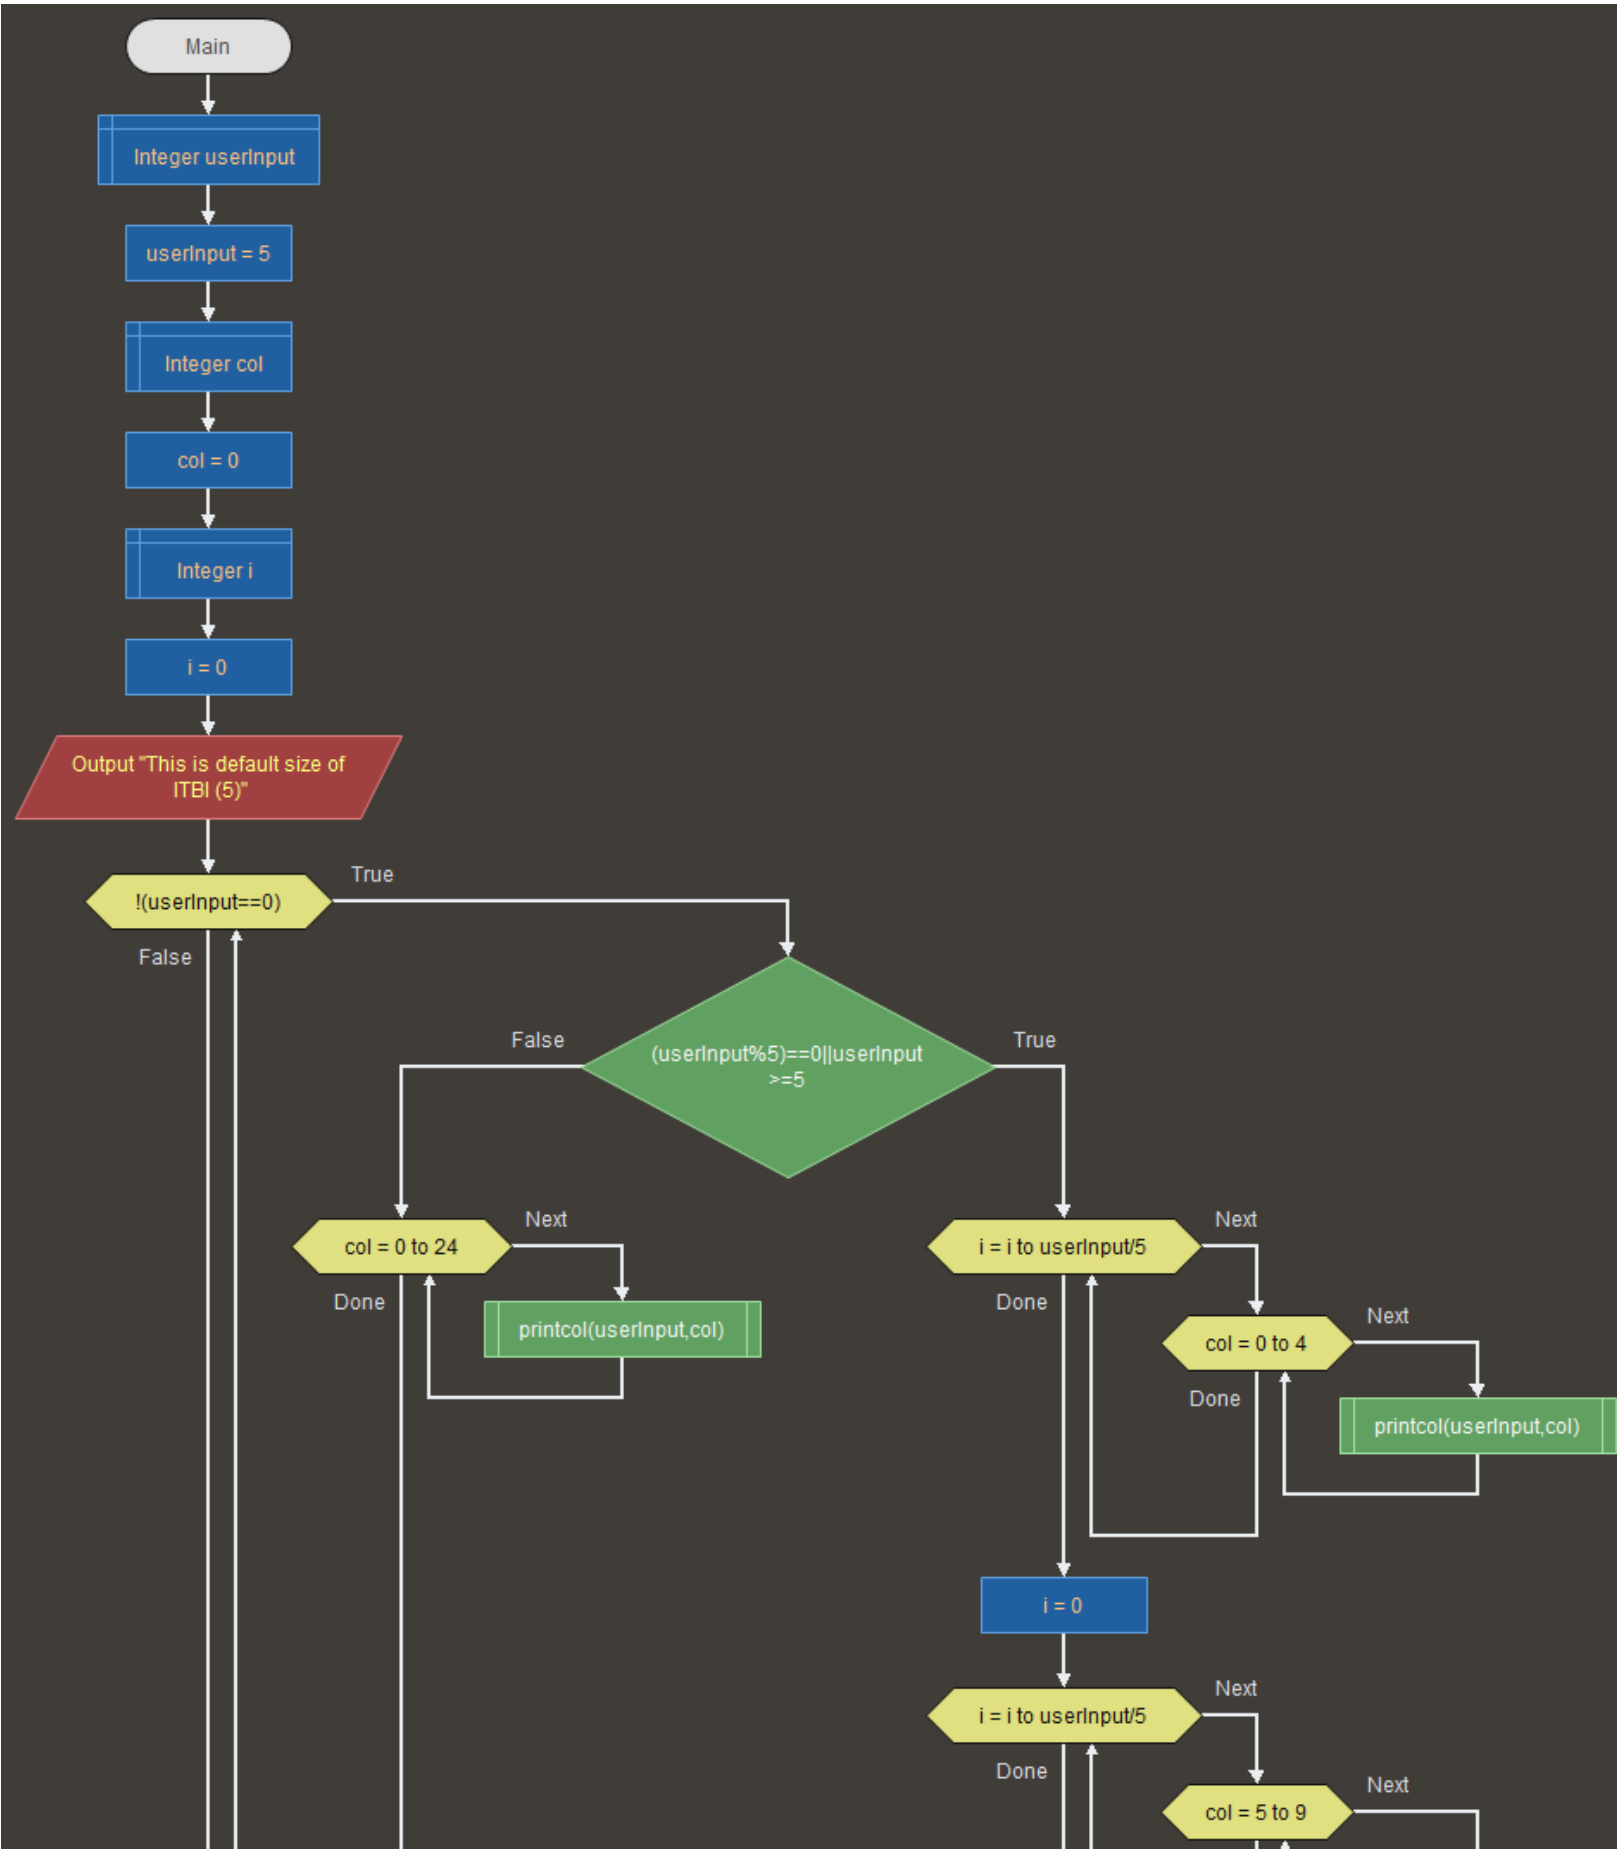 Main
Integer userInput
userInput = 5
Integer col
col = 0
Integer i
i = 0
Output "This is default size of
ITBI (5)"
!(userInput==0)
True
False
(userInput%5)==0||userInput
>=5
False
True
col = 0 to 24
Next
Done
printcol(userInput,col)
i = i to userInput/5
Next
Done
col = 0 to 4
Next
Done
printcol(userInput,col)
i = 0
i = i to userInput/5
Next
Done
col = 5 to 9
Next